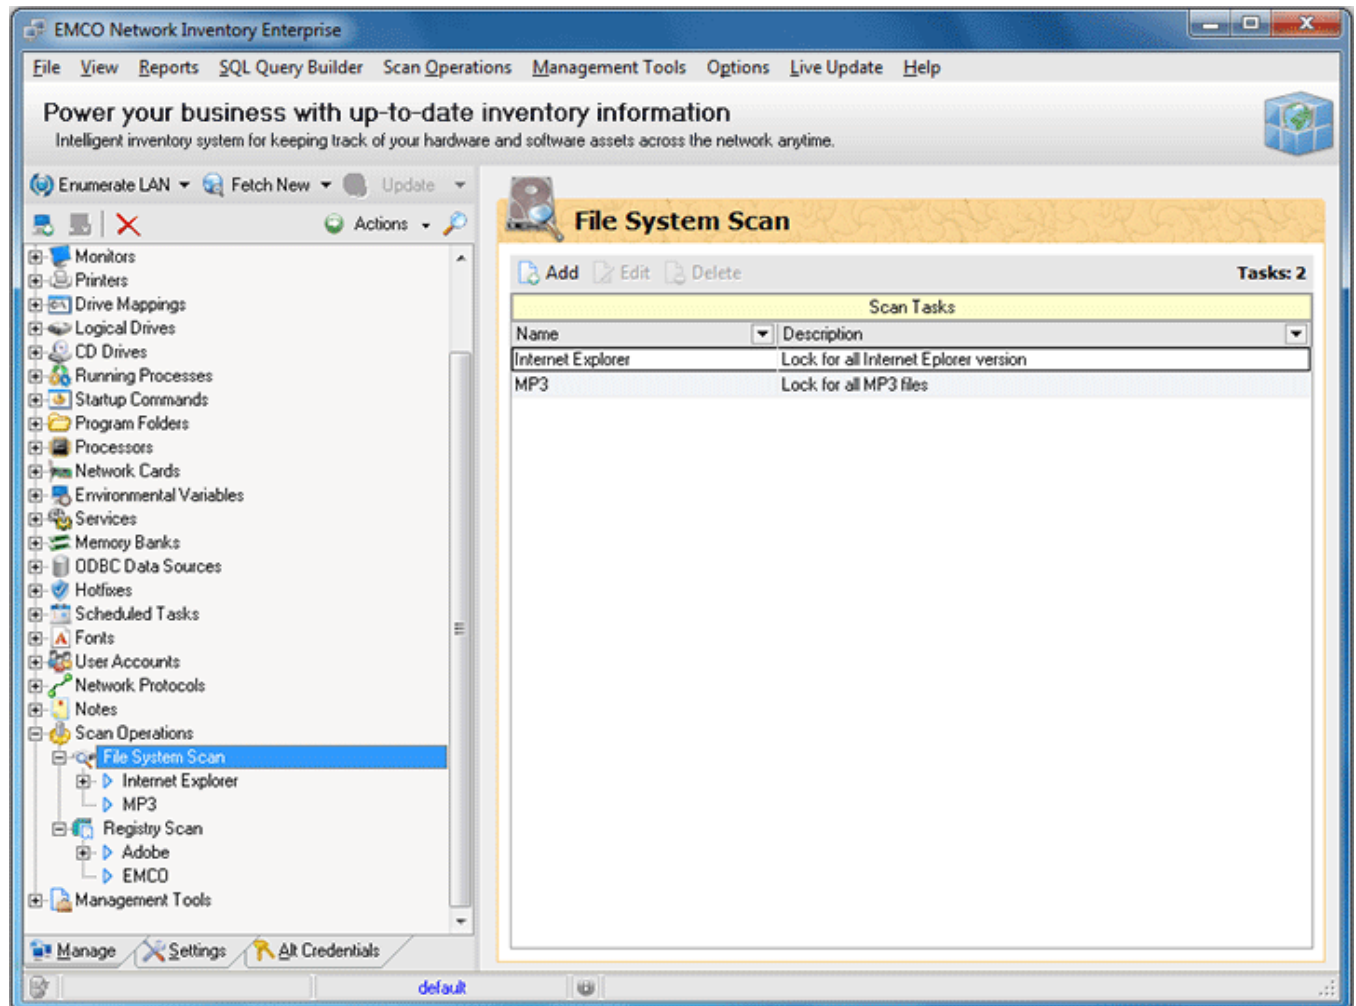 EMCO Network Inventory Enterprise
File View Reports SQL Query Builder Scan Operations Management Tools Options Live Update Help
Power your business with up-to-date inventory information
Intelligent inventory system for keeping track of your hardware and software assets across the network anytime.
Enumerate LAN Fetch New Update
Actions
Monitors
Printers
Drive Mappings
Logical Drives
CD Drives
Running Processes
Startup Commands
Program Folders
Processors
Network Cards
Environmental Variables
Services
Memory Banks
ODBC Data Sources
Hotfixes
Scheduled Tasks
Fonts
User Accounts
Network Protocols
Notes
Scan Operations
File System Scan
Internet Explorer
MP3
Registry Scan
Adobe
EMCO
Management Tools
Manage Settings Alt Credentials
default
File System Scan
Add Edit Delete Tasks: 2
Scan Tasks
Name Description
Internet Explorer Lock for all Internet Eplorer version
MP3 Lock for all MP3 files